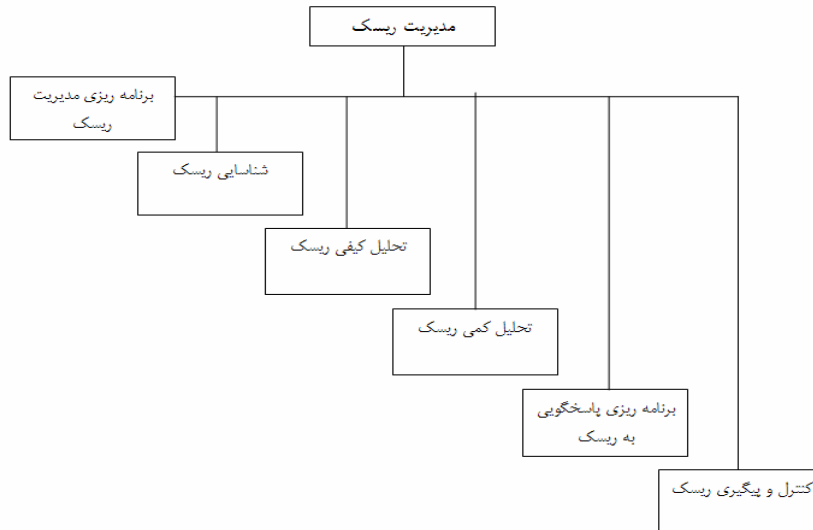 مدیریت ریسک
برنامه ریزی مدیریت
ریسک
شناسایی ریسک
تحلیل کیفی ریسک
تحلیل کمی ریسک
برنامه ریزی پاسخگویی
به ریسک
کنترل و پیگیری ریسک